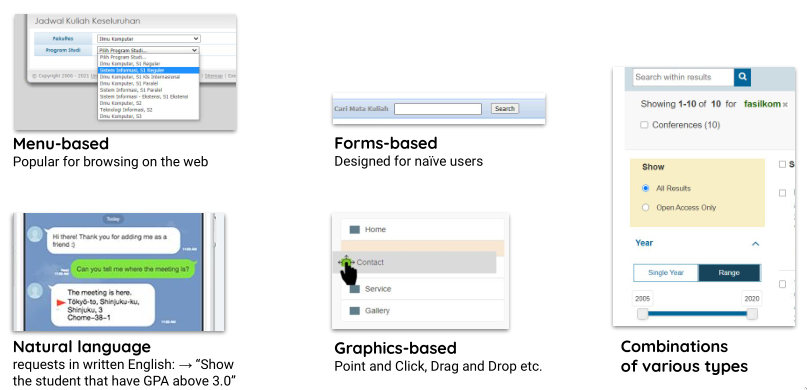 Jadwal Kuliah Keseluruhan
Fakultas
Ilmu Komputer
Program Studi
Pilih Program Studi...
Pilih Program Studi...
Ilmu Komputer, S1 Reguler
Sistem Informasi, S1 Reguler
Ilmu Komputer, S1 KKI Internasional
Ilmu Komputer, S1 Paralel
Sistem Informasi, S1 Paralel
Sistem Informasi - Ekstensi, S1 Ekstensi
Ilmu Komputer, S2
Teknologi Informasi, S2
Ilmu Komputer, S3
| Sitemap |
Menu-based
Popular for browsing on the web
Cari Mata Kuliah
Search
Forms-based
Designed for naïve users
Search within results
Showing 1-10 of 10 for fasilkom ×
Conferences (10)
Show
All Results
Open Access Only
Year
Single Year
Range
2005
2020
Combinations
of various types
Today
Hi there! Thank you for adding me as a
friend :)
Can you tell me where the meeting is?
The meeting is here.
Tōkyō-to, Shinjuku-ku,
Shinjuku, 3
Chome−38−1
Natural language
requests in written English: → “Show
the student that have GPA above 3.0”
Home
Contact
Service
Gallery
Graphics-based
Point and Click, Drag and Drop etc.